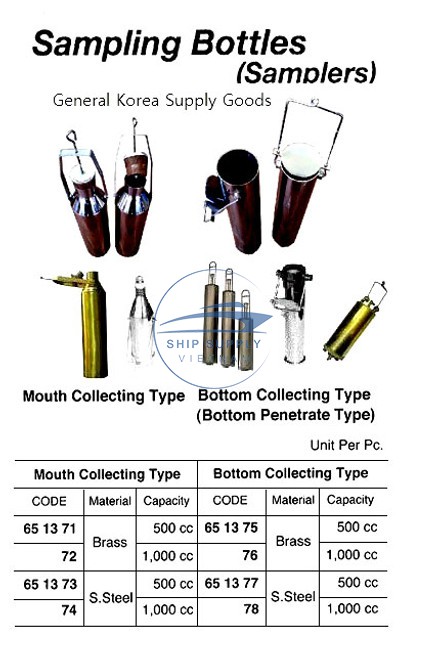 Sampling Bottles
(Samplers)
General Korea Supply Goods
SHIP SUPPLY
Mouth Collecting Type
Bottom Collecting Type
(Bottom Penetrate Type)
Unit Per Pc.
Mouth Collecting Type Bottom Collecting Type
CODE Material Capacity CODE Material Capacity
65 13 71 Brass 500 cc 65 13 75 Brass 500 cc
72 1,000 cc 76 1,000 cc
65 13 73 S.Steel 500 cc 65 13 77 S.Steel 500 cc
74 1,000 cc 78 1,000 cc